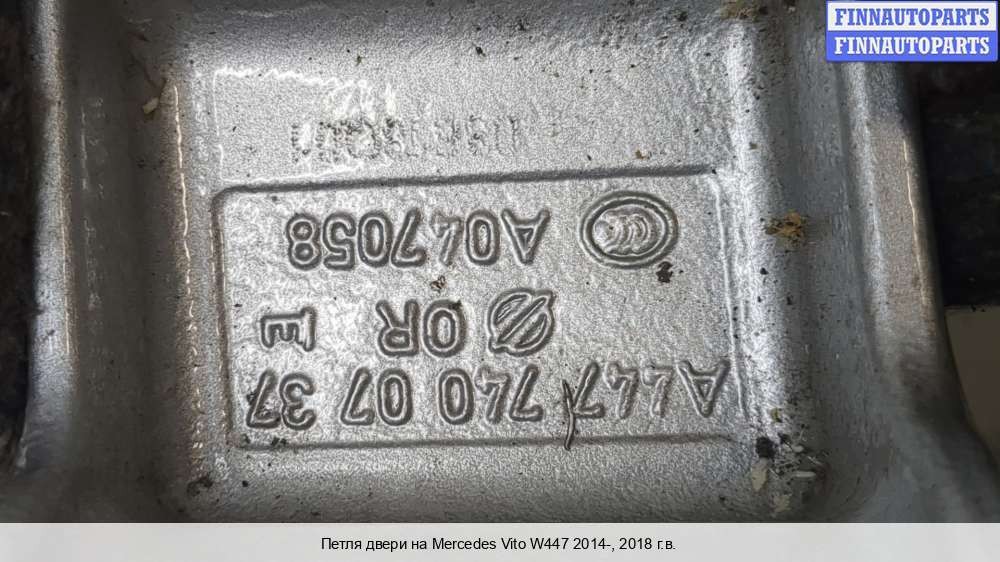 FINNAUTOPARTS
FINNAUTOPARTS
A447 740 07 37
OR E
A047058
Петля двери на Mercedes Vito W447 2014-, 2018 г.в.